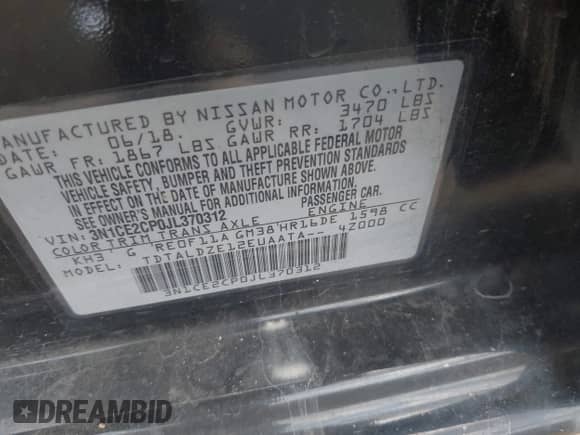 MANUFACTURED BY NISSAN MOTOR CO.,LTD.
DATE: 06/18. GVWR: 3470 LBS
GAWR FR: 1867 LBS GAWR RR: 1704 LBS
THIS VEHICLE CONFORMS TO ALL APPLICABLE FEDERAL MOTOR
VEHICLE SAFETY, BUMPER AND THEFT PREVENTION STANDARDS
IN EFFECT ON THE DATE OF MANUFACTURE SHOWN ABOVE.
SEE OWNER'S MANUAL FOR ADDITIONAL INFORMATION.
VIN: 3N1CE2CP0JL370312 PASSENGER CAR.
COLOR TRIM TRANS AXLE ENGINE
KH3 G RE0F11A GM38 HR16DE 1598 CC
MODEL: TDTALDZE12EUAATA-- 4Z000
3N1CE2CP0JL370312
DREAMBID